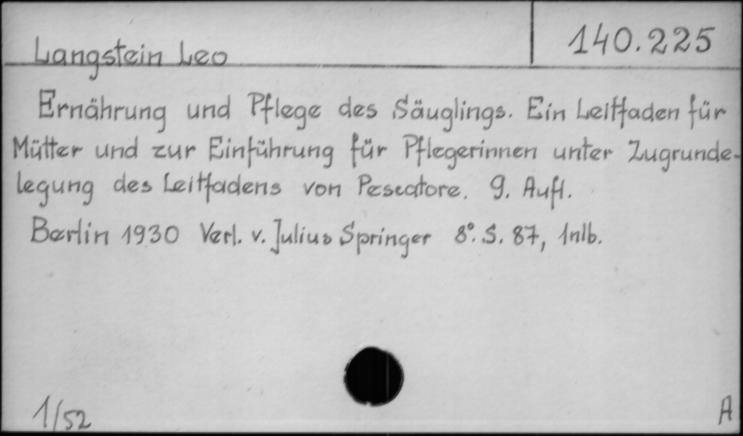 Langstein Leo
140.225
Ernährung und Pflege des Säuglings. Ein Leitfaden für
Mütter und zur Einführung für Pflegerinnen unter Zugrunde-
legung des Leitfadens von Pescatore. 9. Aufl.
Berlin 1930 Verl. v. Julius Springer 8°. S. 87, 1nlb.
1/52
A